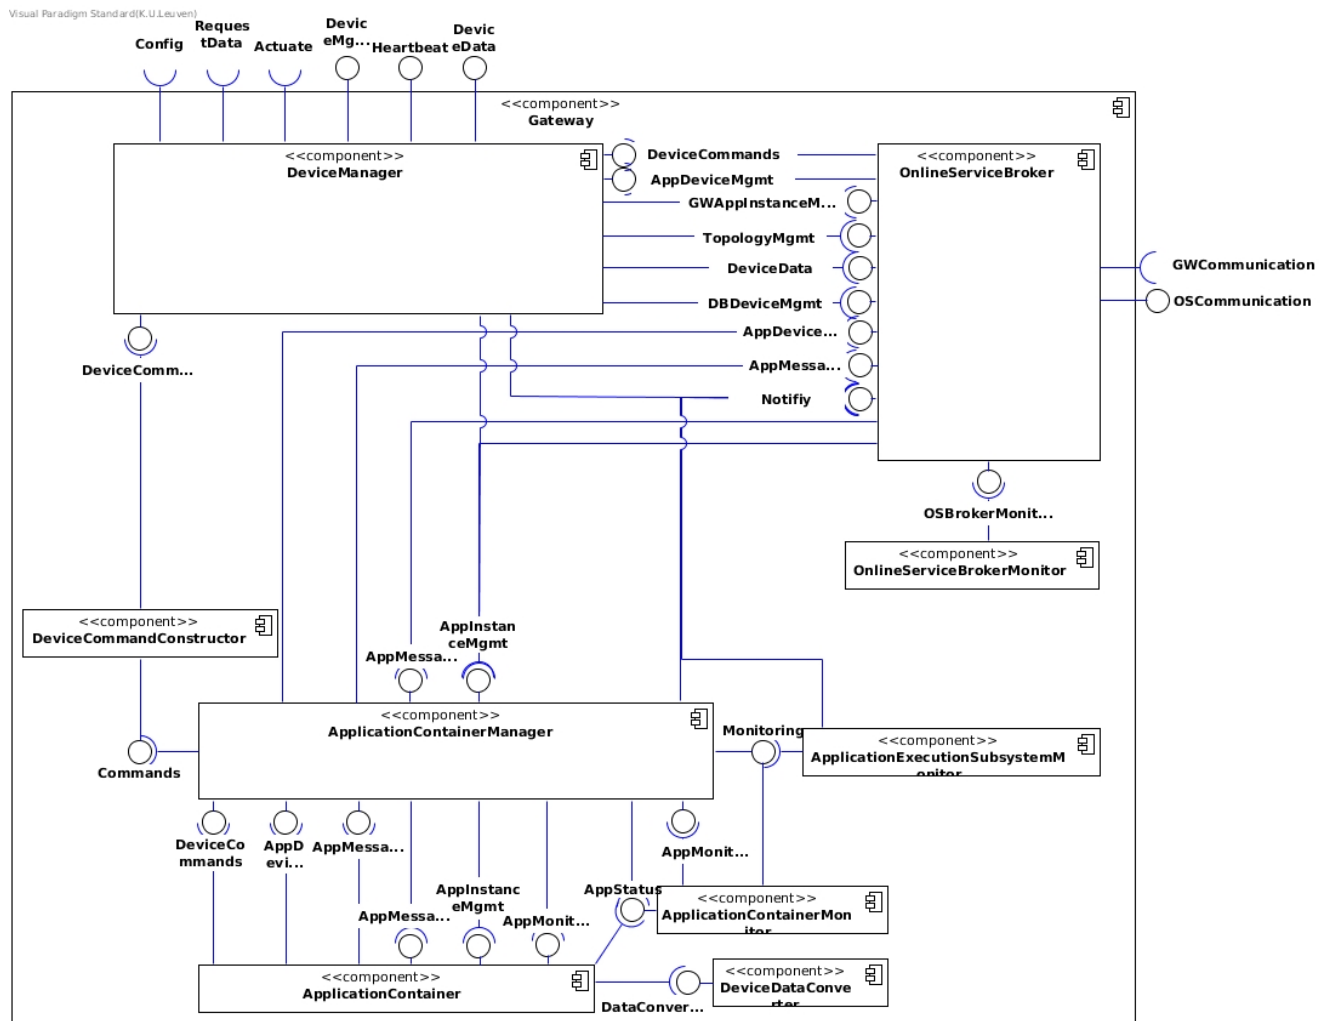 Visual Paradigm Standard(K.U.Leuven)
Config
Reques
tData
Actuate
Devic
eMg...
Heartbeat
Devic
eData
<<component>>
Gateway
<<component>>
DeviceManager
DeviceCommands
AppDeviceMgmt
GWAppInstanceM...
TopologyMgmt
DeviceData
DBDeviceMgmt
AppDevice...
AppMessa...
Notifiy
<<component>>
OnlineServiceBroker
GWCommunication
OSCommunication
DeviceComm...
OSBrokerMonit...
<<component>>
OnlineServiceBrokerMonitor
<<component>>
DeviceCommandConstructor
AppInstan
ceMgmt
AppMessa...
<<component>>
ApplicationContainerManager
Monitoring
<<component>>
ApplicationExecutionSubsystemM
onitor
Commands
DeviceCo
mmands
AppD
evi...
AppMessa...
AppMonit...
AppMessa...
AppInstanc
eMgmt
AppMonit...
AppStatus
<<component>>
ApplicationContainerMon
itor
<<component>>
ApplicationContainer
DataConver...
<<component>>
DeviceDataConve
rter